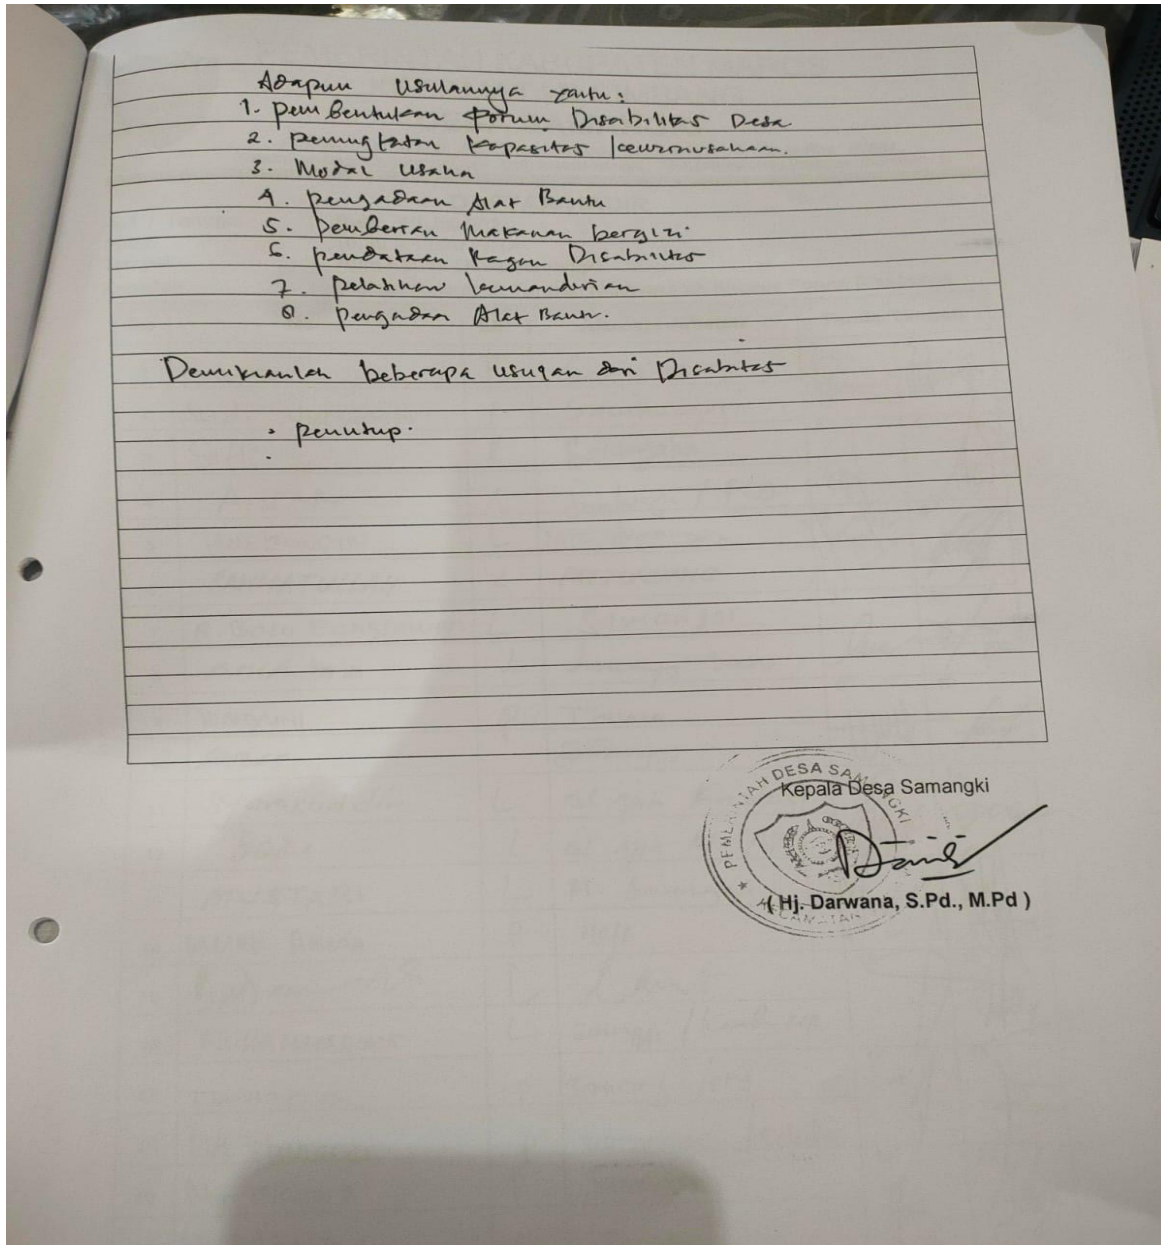 Adapun usulannya yaitu:
1. pembentukan forum Disabilitas Desa
2. peningkatan kapasitas kewirausahaan.
3. Modal usaha
4. pengadaan Alat Bantu
5. pemberian makanan bergizi
6. pendataan ragam Disabilitas
7. pelatihan kemandirian
8. pengadaan Alat Bantu.
Demikianlah beberapa usulan dari Disabilitas
• penutup.
PEMERINTAH DESA SAMANGKI
Kepala Desa Samangki
( Hj. Darwana, S.Pd., M.Pd )
KECAMATAN